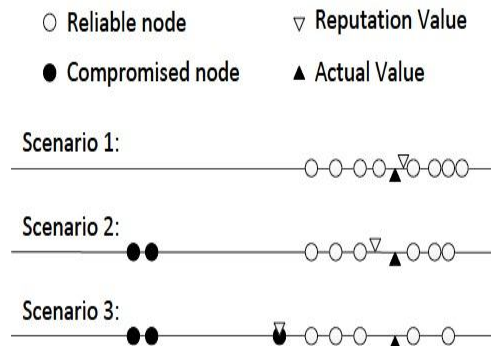 Reliable node
Reputation Value
Compromised node
Actual Value
Scenario 1:
Scenario 2:
Scenario 3: